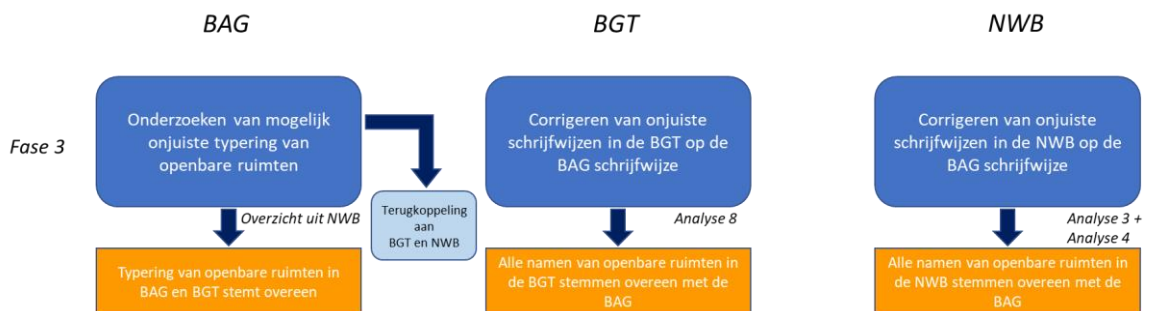 BAG
BGT
NWB
Fase 3
Onderzoeken van mogelijk
onjuiste typering van
openbare ruimten
Corrigeren van onjuiste
schrijfwijzen in de BGT op de
BAG schrijfwijze
Corrigeren van onjuiste
schrijfwijzen in de NWB op de
BAG schrijfwijze
Overzicht uit NWB
Terugkoppeling
aan
BGT en NWB
Analyse 8
Analyse 3 +
Analyse 4
Typering van openbare ruimten in
BAG en BGT stemt overeen
Alle namen van openbare ruimten in
de BGT stemmen overeen met de
BAG
Alle namen van openbare ruimten in
de NWB stemmen overeen met de
BAG